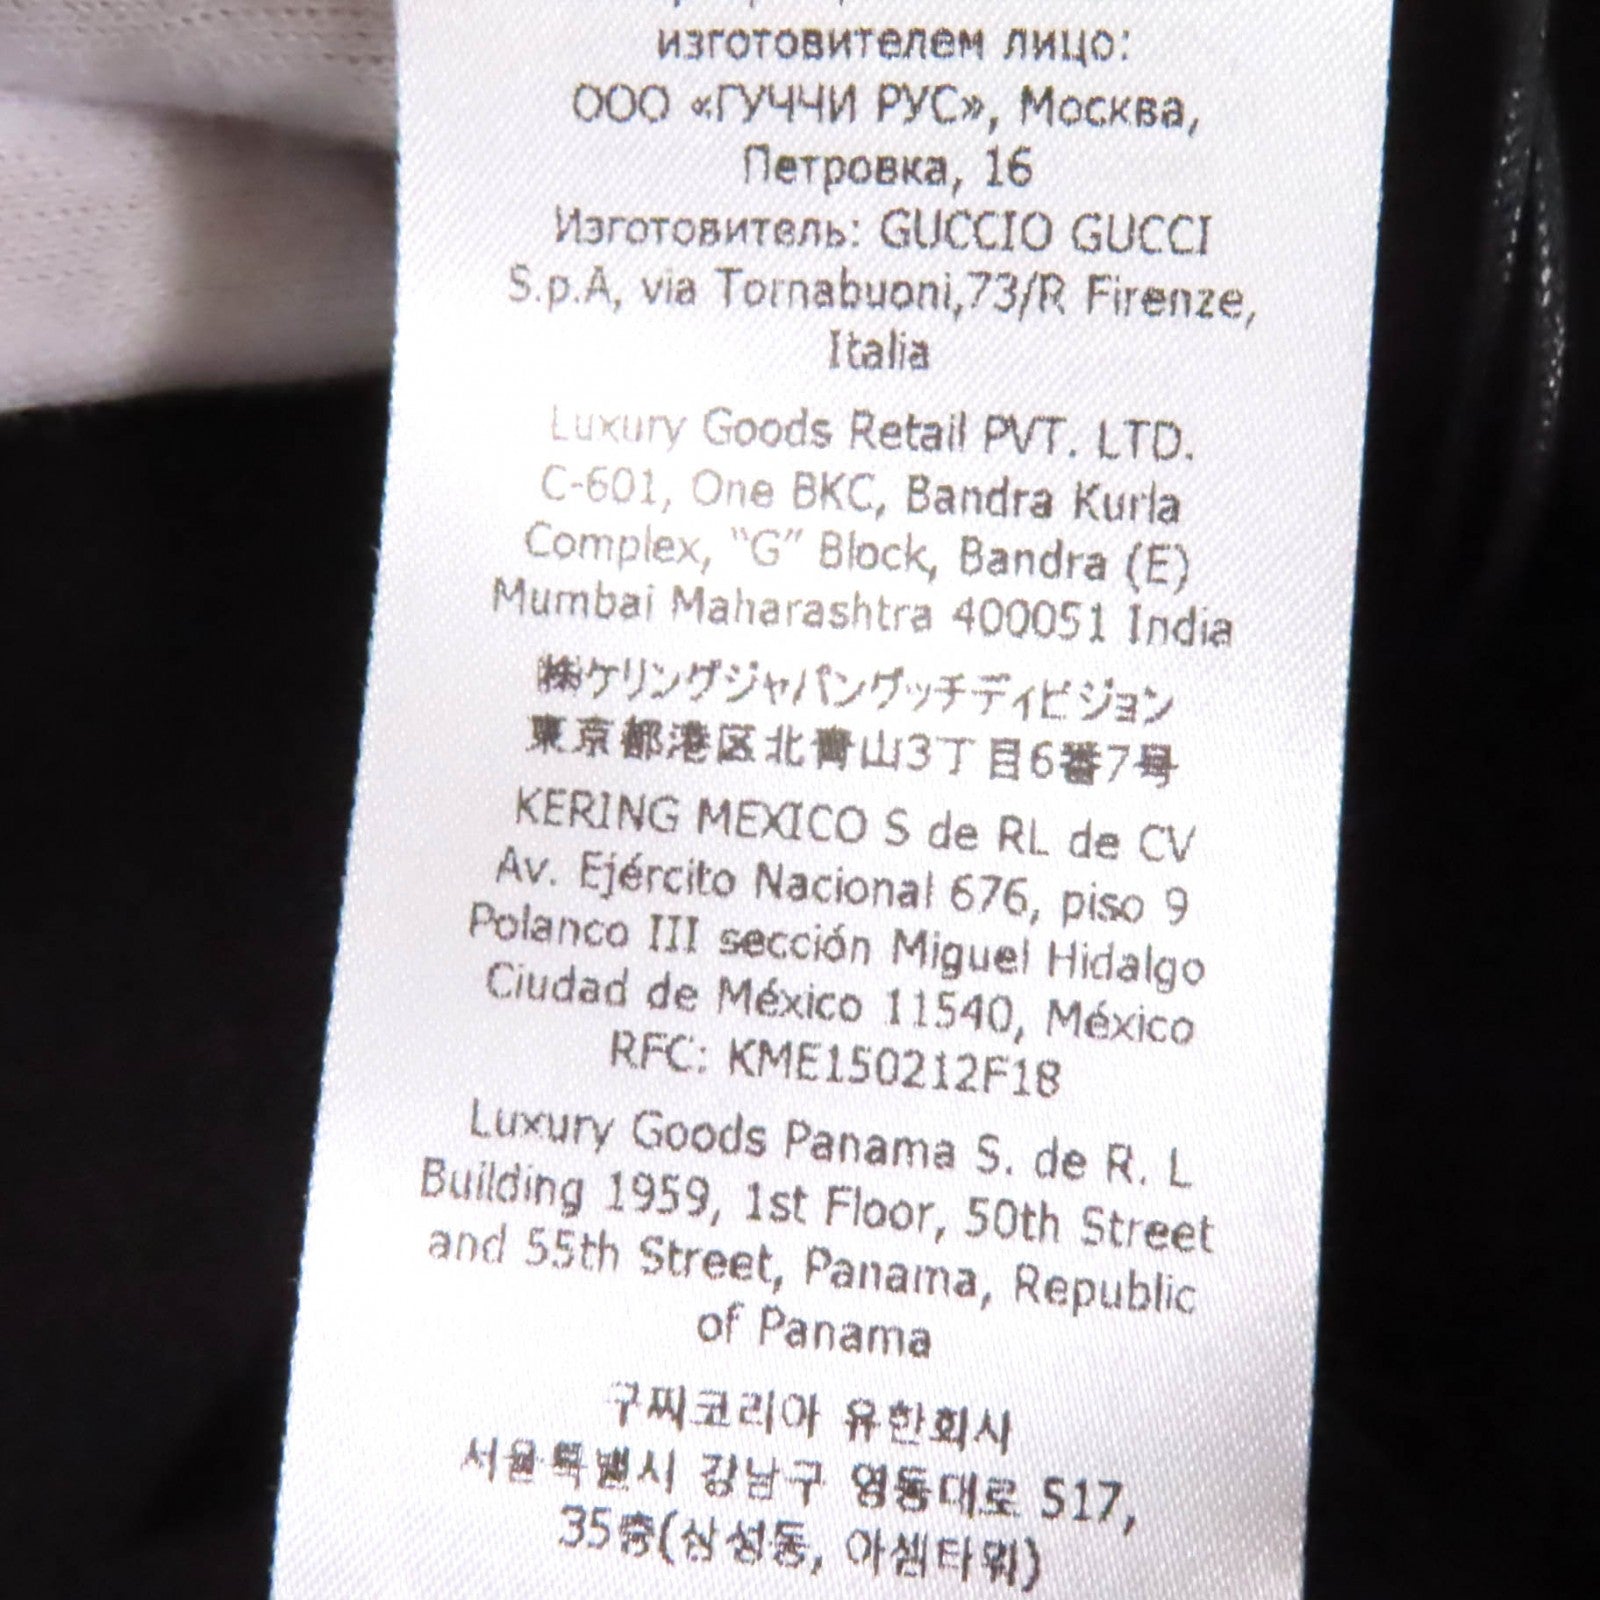 изготовителем лицо:
ООО «ГУЧЧИ РУС», Москва,
Петровка, 16
Изготовитель: GUCCIO GUCCI
S.p.A, via Tornabuoni,73/R Firenze,
Italia
Luxury Goods Retail PVT. LTD.
C-601, One BKC, Bandra Kurla
Complex, “G” Block, Bandra (E)
Mumbai Maharashtra 400051 India
㈱ケリングジャパングッチディビジョン
東京都港区北青山3丁目6番7号
KERING MEXICO S de RL de CV
Av. Ejército Nacional 676, piso 9
Polanco III sección Miguel Hidalgo
Ciudad de México 11540, México
RFC: KME150212F18
Luxury Goods Panama S. de R. L
Building 1959, 1st Floor, 50th Street
and 55th Street, Panama, Republic
of Panama
구찌코리아 유한회사
서울특별시 강남구 영동대로 517,
35층(삼성동, 아셈타워)